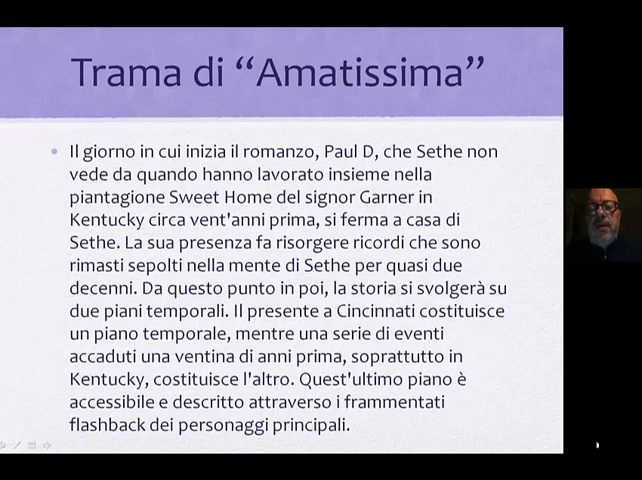 Trama di “Amatissima”
Il giorno in cui inizia il romanzo, Paul D, che Sethe non
vede da quando hanno lavorato insieme nella
piantagione Sweet Home del signor Garner in
Kentucky circa vent'anni prima, si ferma a casa di
Sethe. La sua presenza fa risorgere ricordi che sono
rimasti sepolti nella mente di Sethe per quasi due
decenni. Da questo punto in poi, la storia si svolgerà su
due piani temporali. Il presente a Cincinnati costituisce
un piano temporale, mentre una serie di eventi
accaduti una ventina di anni prima, soprattutto in
Kentucky, costituisce l'altro. Quest'ultimo piano è
accessibile e descritto attraverso i frammentati
flashback dei personaggi principali.